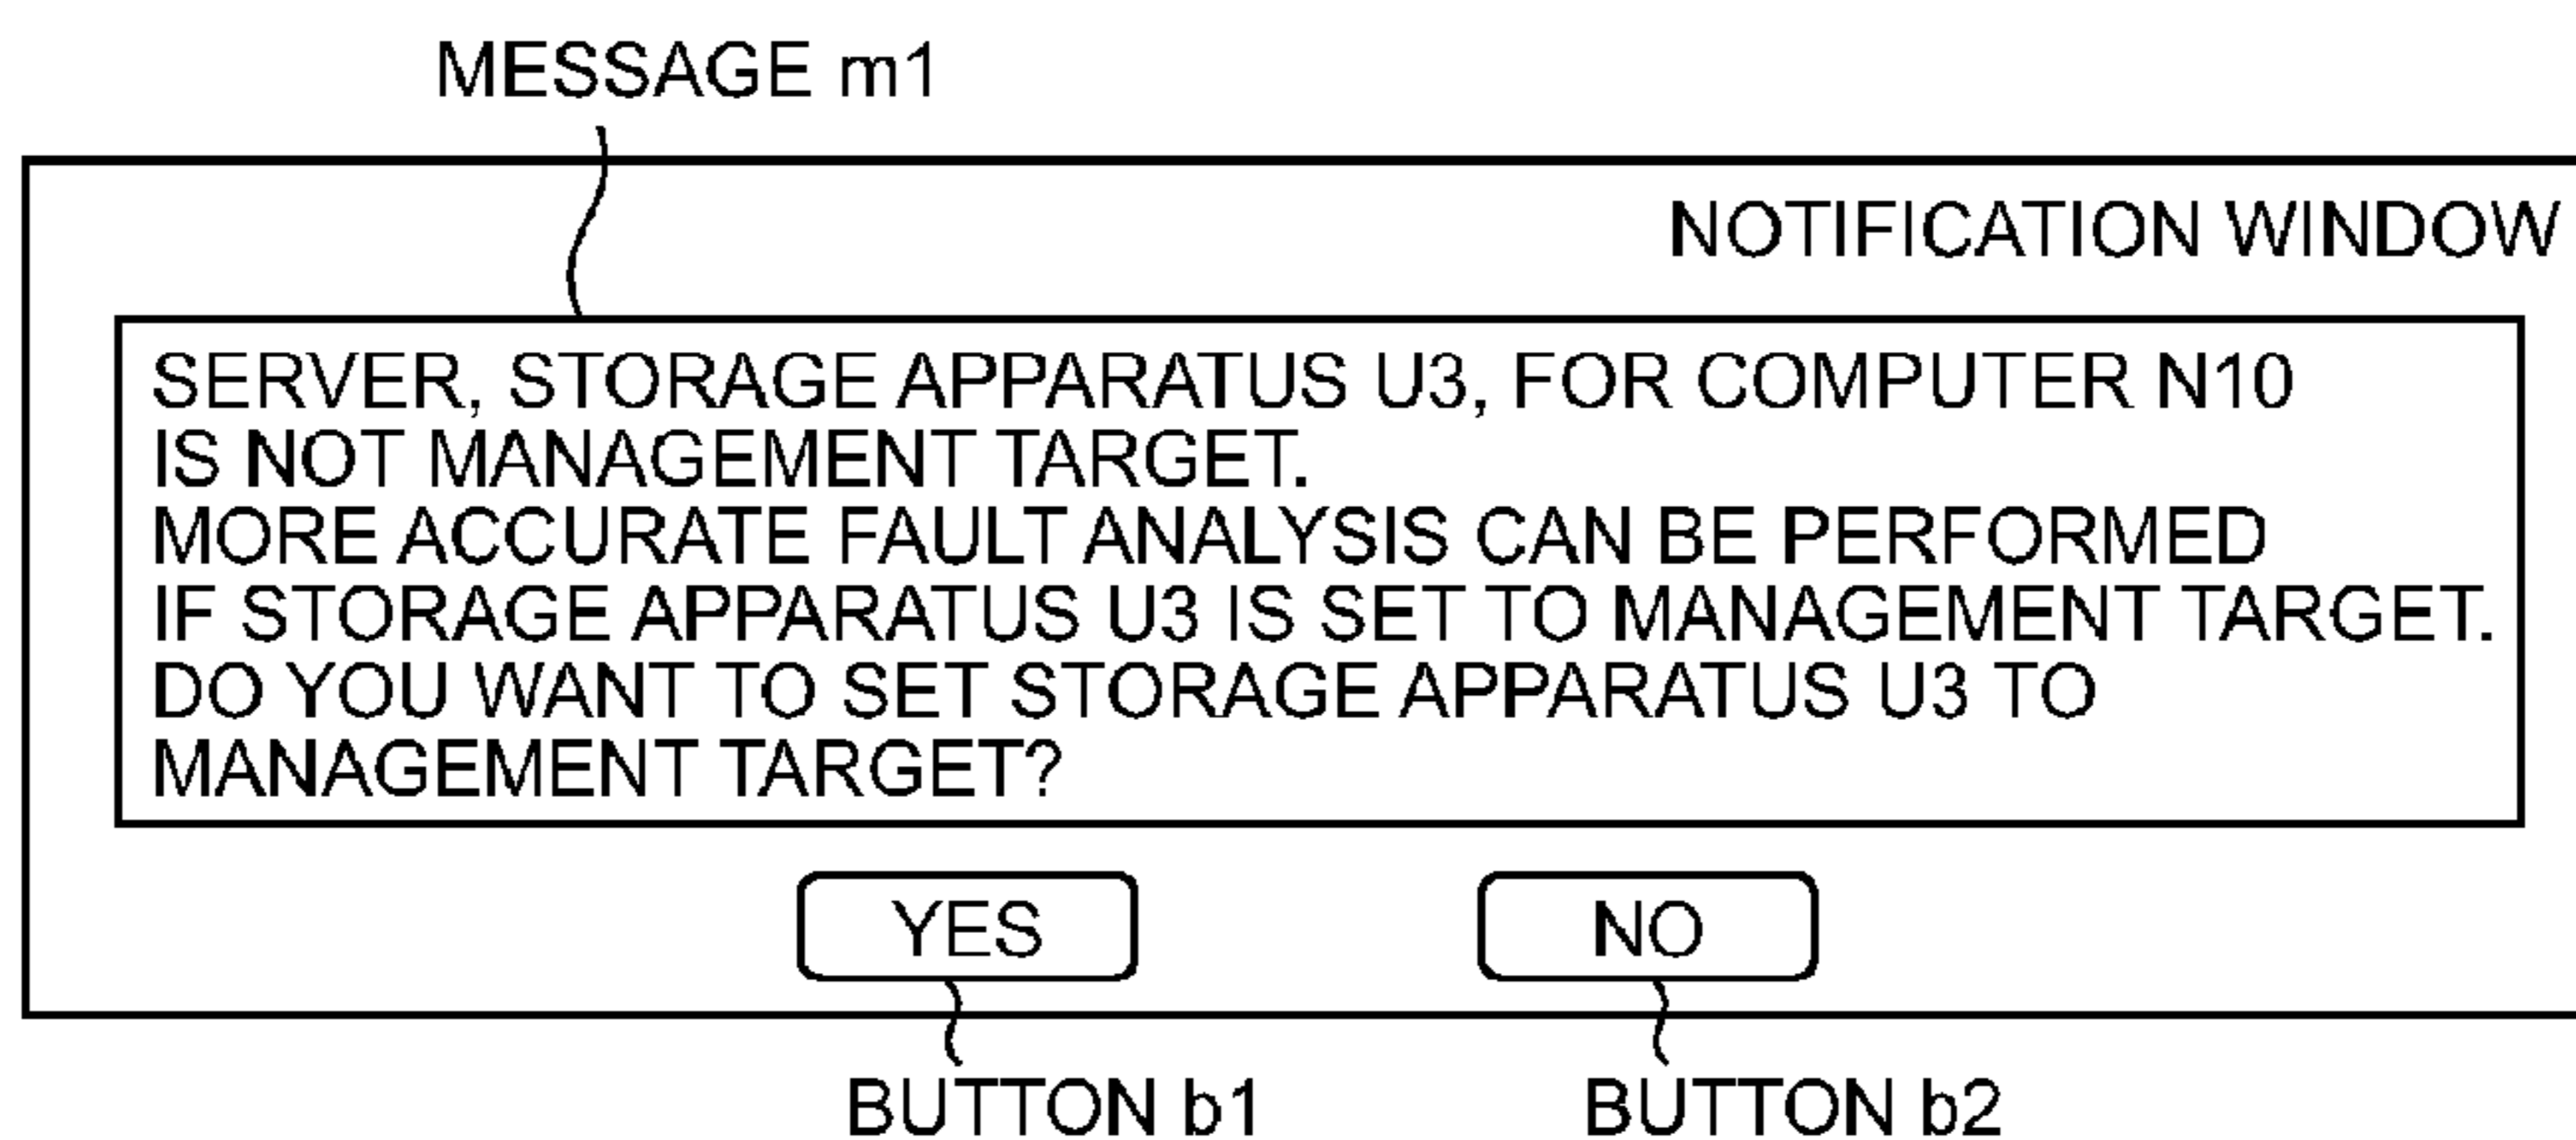 MESSAGE m1
NOTIFICATION WINDOW
SERVER, STORAGE APPARATUS U3, FOR COMPUTER N10
IS NOT MANAGEMENT TARGET.
MORE ACCURATE FAULT ANALYSIS CAN BE PERFORMED
IF STORAGE APPARATUS U3 IS SET TO MANAGEMENT TARGET.
DO YOU WANT TO SET STORAGE APPARATUS U3 TO
MANAGEMENT TARGET?
YES
NO
BUTTON b1
BUTTON b2